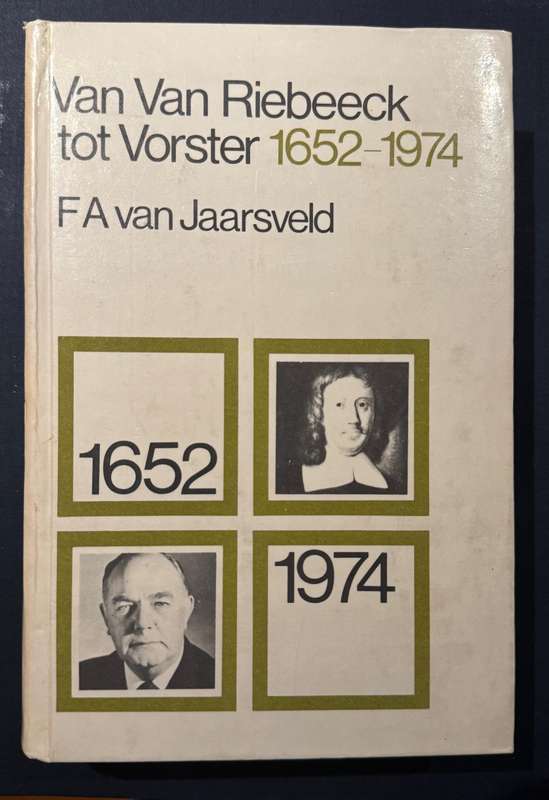 Van Van Riebeeck
tot Vorster 1652–1974
F A van Jaarsveld
1652
1974